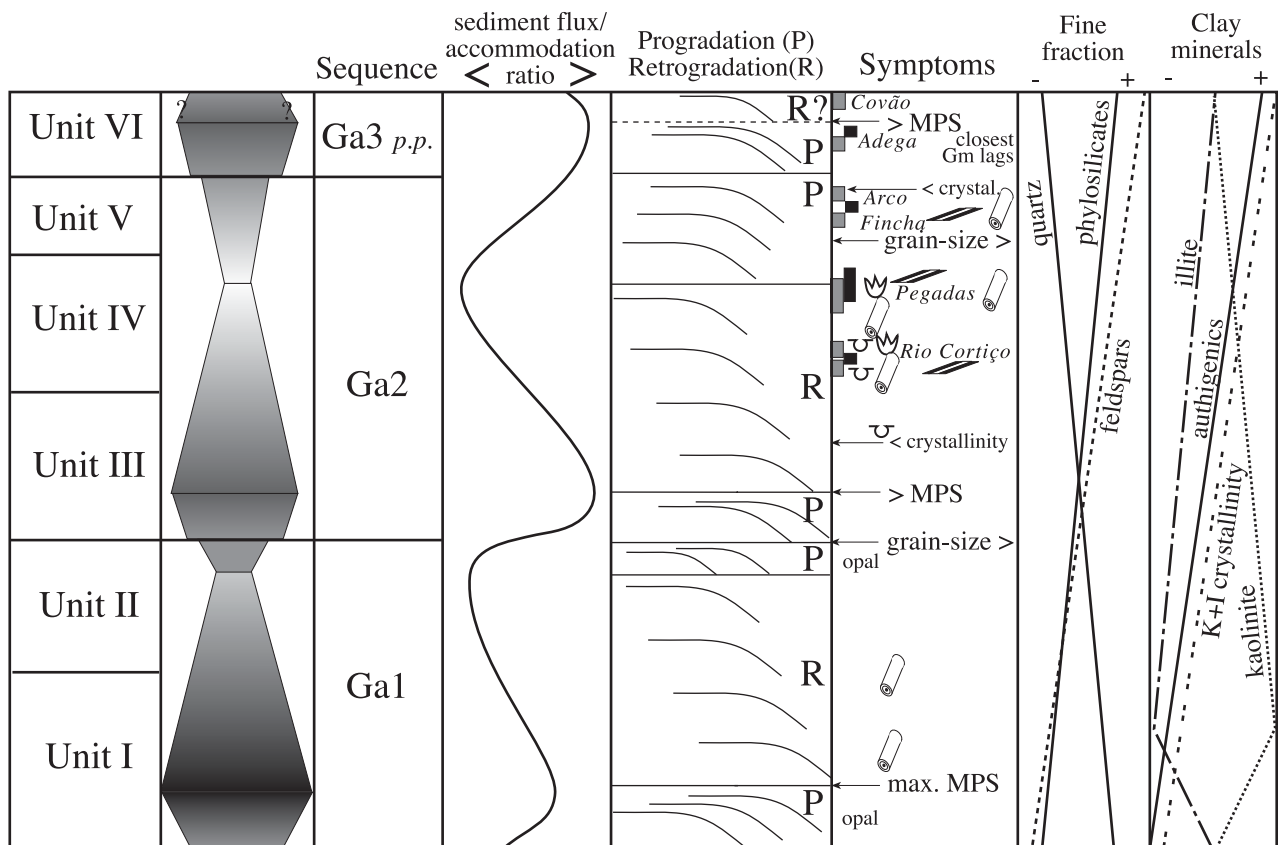 sediment flux/
accommodation
< ratio >
Sequence
Progradation (P)
Retrogradation(R)
Symptoms
Fine
fraction
- +
Clay
minerals
- +
Unit VI
Unit V
Unit IV
Unit III
Unit II
Unit I
? ?
Ga3 p.p.
Ga2
Ga1
R?
P
P
R
P
P
R
P
Covão
> MPS
Adega
closest
Gm lags
< crystal.
Arco
Fincha
grain-size >
Pegadas
Rio Cortiço
< crystallinity
> MPS
grain-size >
opal
max. MPS
opal
quartz
phylosilicates
feldspars
illite
authigenics
K+I crystallinity
kaolinite